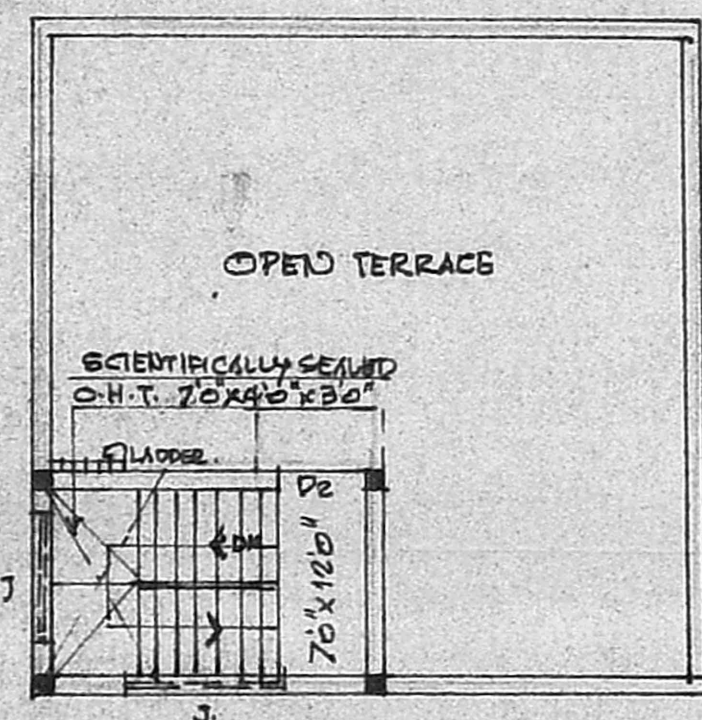 OPEN TERRACE
SCIENTIFICALLY SEALED
O.H.T. 7'0"X4'0"X3'0"
LADDER.
D2
DN
7'0"X12'0"
J
J.